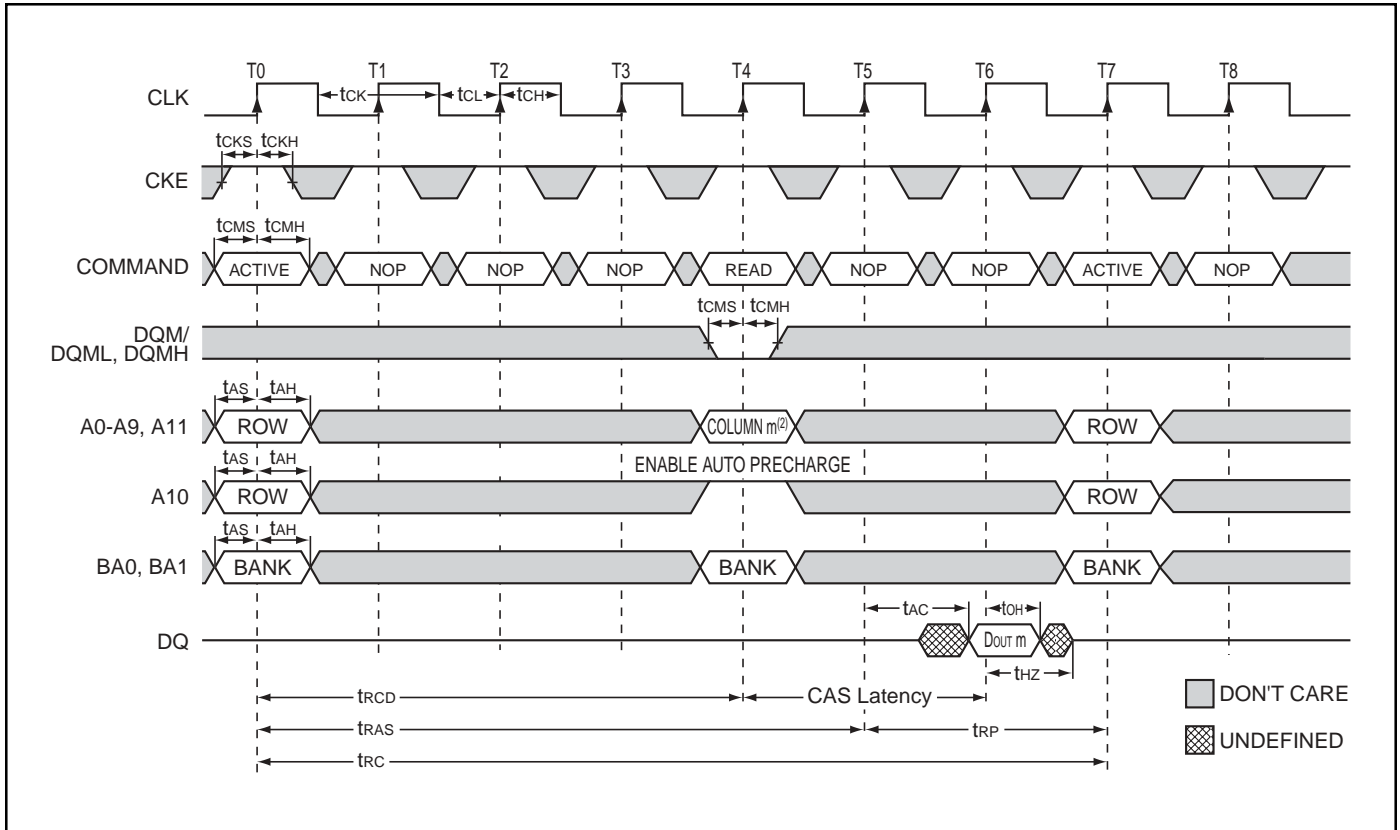 T0 T1 T2 T3 T4 T5 T6 T7 T8
CLK
tCK tCL tCH
tCKS tCKH
CKE
tCMS tCMH
COMMAND ACTIVE NOP NOP NOP READ NOP NOP ACTIVE NOP
tCMS tCMH
DQM/
DQML, DQMH
tAS tAH
A0-A9, A11 ROW COLUMN m(2) ROW
tAS tAH ENABLE AUTO PRECHARGE
A10 ROW ROW
tAS tAH
BA0, BA1 BANK BANK BANK
tAC tOH
DQ DOUT m
tHZ
tRCD CAS Latency
DON'T CARE
tRAS tRP
UNDEFINED
tRC